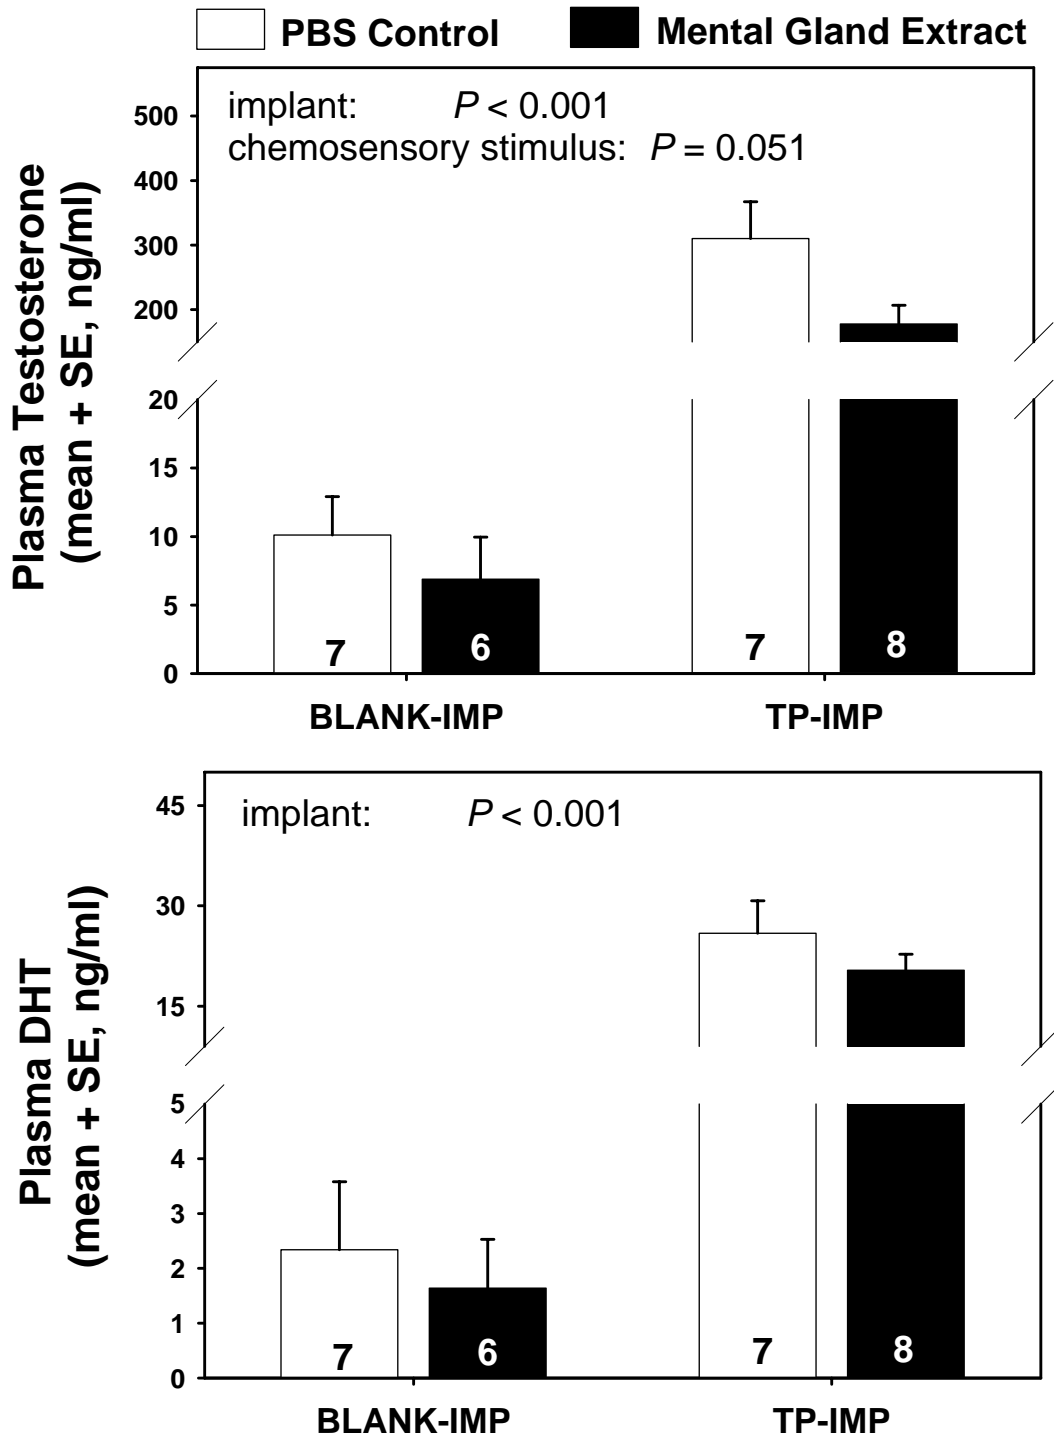 PBS Control Mental Gland Extract
implant: P < 0.001
chemosensory stimulus: P = 0.051
Plasma Testosterone
(mean + SE, ng/ml)
500
400
300
200
20
15
10
5
0
7 6 7 8
BLANK-IMP TP-IMP
implant: P < 0.001
Plasma DHT
(mean + SE, ng/ml)
45
30
15
5
4
3
2
1
0
7 6 7 8
BLANK-IMP TP-IMP